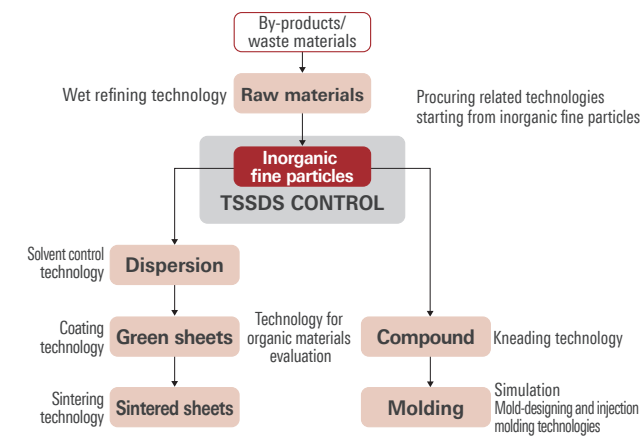 By-products/
waste materials
Wet refining technology
Raw materials
Procuring related technologies
starting from inorganic fine particles
Inorganic
fine particles
TSSDS CONTROL
Solvent control
technology
Dispersion
Coating
technology
Green sheets
Technology for
organic materials
evaluation
Compound
Kneading technology
Sintering
technology
Sintered sheets
Molding
Simulation
Mold-designing and injection
molding technologies